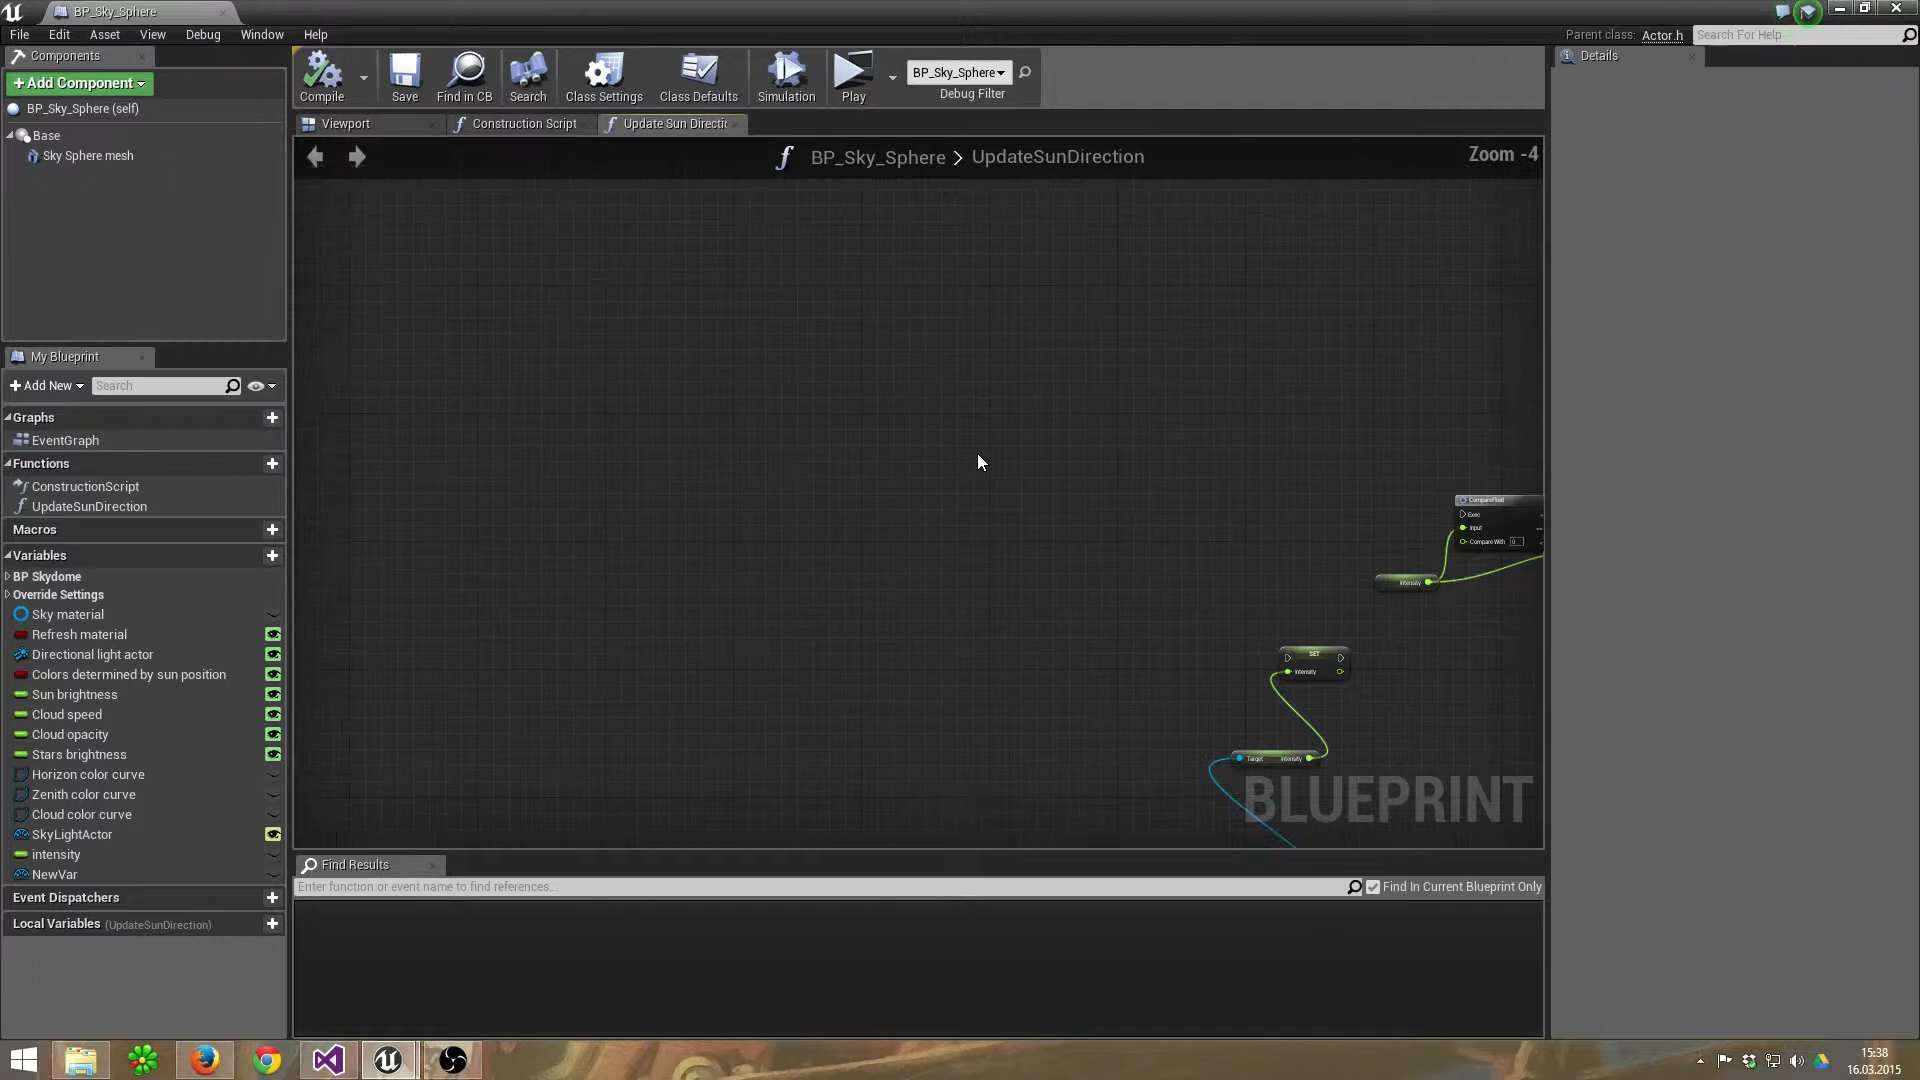 BP_Sky_Sphere
File Edit Asset View Debug Window Help
Parent class: Actor.h Search For Help
Components
+Add Component
BP_Sky_Sphere (self)
Base
Sky Sphere mesh
Compile Save Find in CB Search Class Settings Class Defaults Simulation Play
BP_Sky_Sphere
Debug Filter
Details
Viewport Construction Script Update Sun Directic
BP_Sky_Sphere > UpdateSunDirection
Zoom -4
CompareFloat
Exec
Input
Compare With 0
Intensity
SET
Intensity
Target Intensity
BLUEPRINT
My Blueprint
+Add New Search
Graphs
EventGraph
Functions
ConstructionScript
UpdateSunDirection
Macros
Variables
BP Skydome
Override Settings
Sky material
Refresh material
Directional light actor
Colors determined by sun position
Sun brightness
Cloud speed
Cloud opacity
Stars brightness
Horizon color curve
Zenith color curve
Cloud color curve
SkyLightActor
intensity
NewVar
Event Dispatchers
Local Variables (UpdateSunDirection)
Find Results
Enter function or event name to find references...
Find In Current Blueprint Only
15:38
16.03.2015